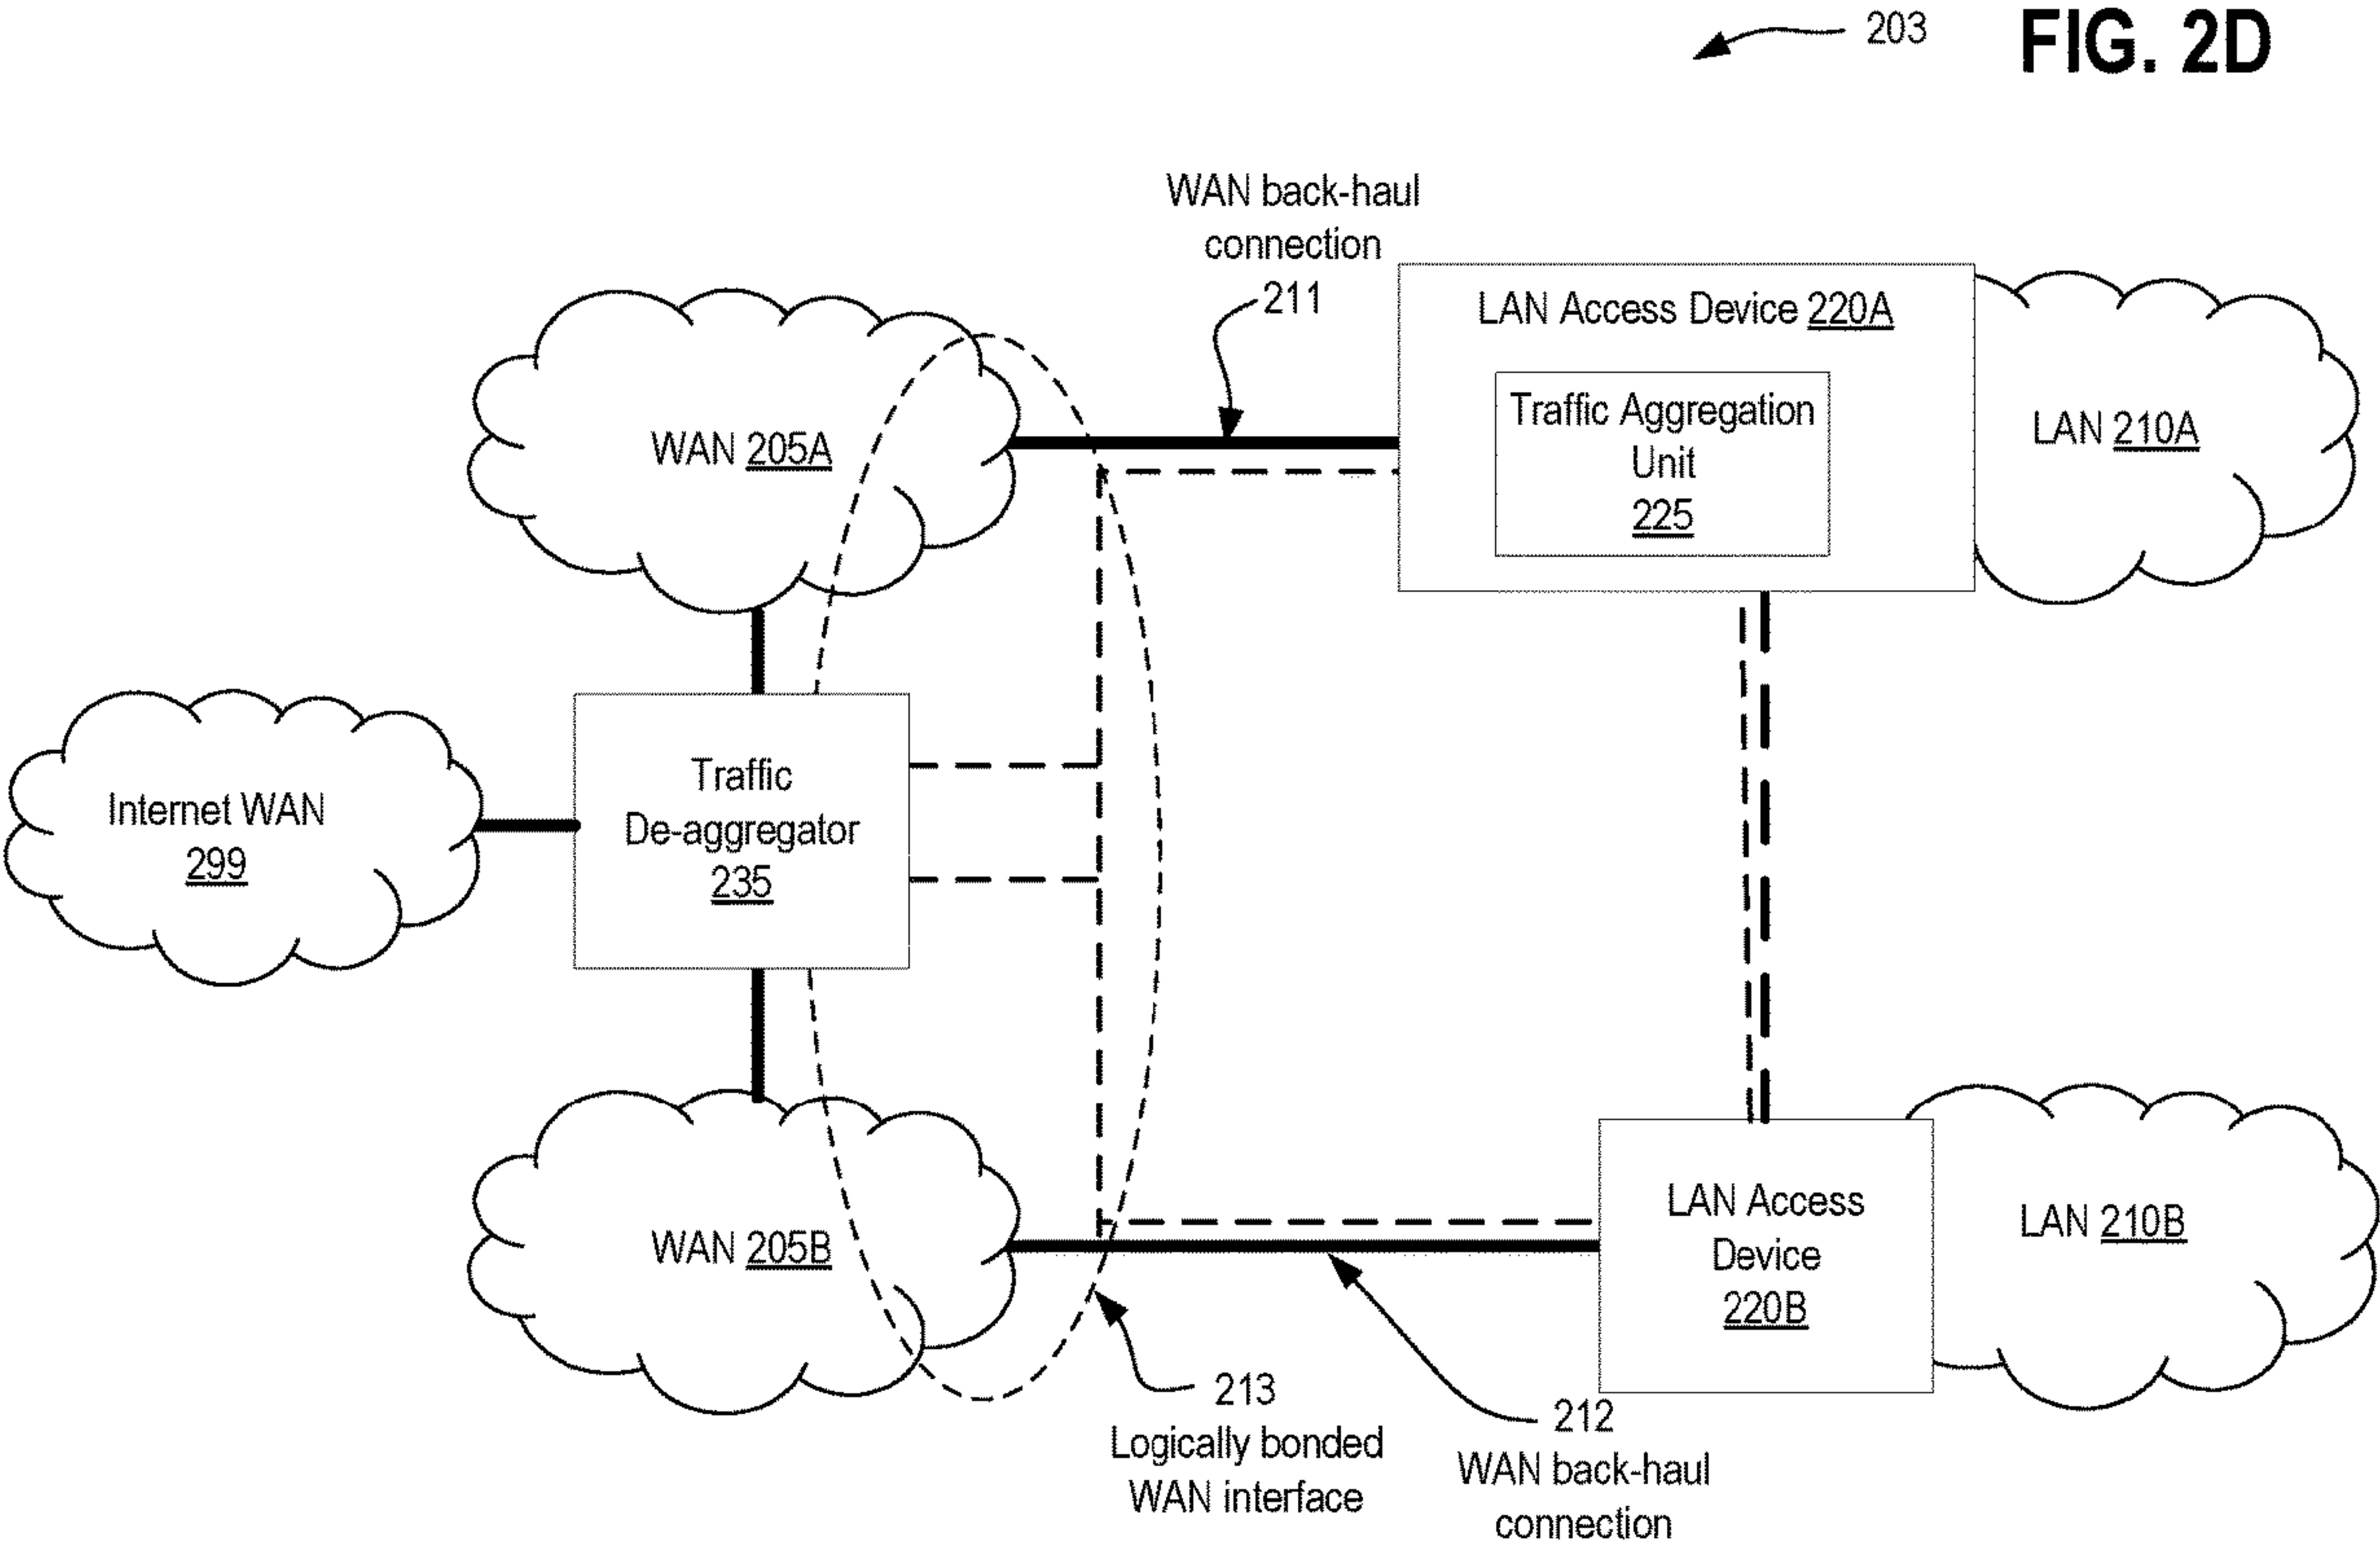 203
FIG. 2D
WAN back-haul
connection
211
LAN Access Device 220A
Traffic Aggregation
Unit
225
LAN 210A
WAN 205A
Internet WAN
299
Traffic
De-aggregator
235
WAN 205B
LAN Access
Device
220B
LAN 210B
213
Logically bonded
WAN interface
212
WAN back-haul
connection